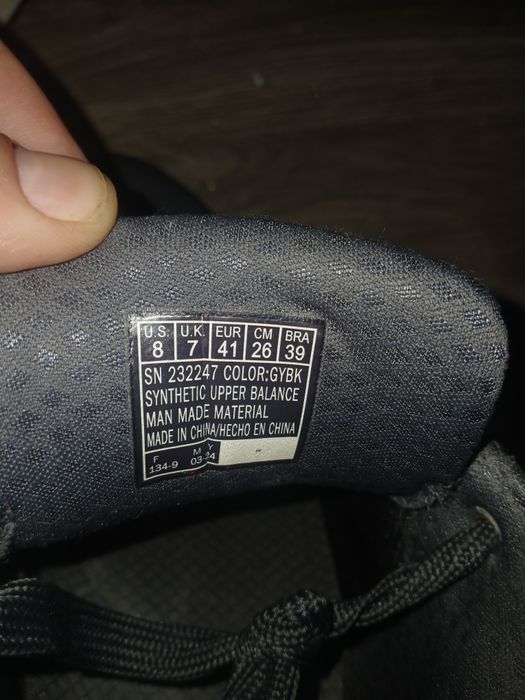 U.S. U.K. EUR CM BRA
8 7 41 26 39
SN 232247 COLOR:GYBK
SYNTHETIC UPPER BALANCE
MAN MADE MATERIAL
MADE IN CHINA/HECHO EN CHINA
F M Y
134-9 03-24 -